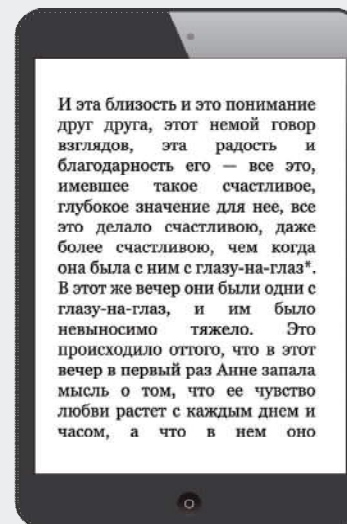 И эта близость и это понимание
друг друга, этот немой говор
взглядов, эта радость и
благодарность его — все это,
имевшее такое счастливое,
глубокое значение для нее, все
это делало счастливою, даже
более счастливою, чем когда
она была с ним с глазу-на-глаз*.
В этот же вечер они были одни с
глазу-на-глаз, и им было
невыносимо тяжело. Это
происходило оттого, что в этот
вечер в первый раз Анне запала
мысль о том, что ее чувство
любви растет с каждым днем и
часом, а что в нем оно